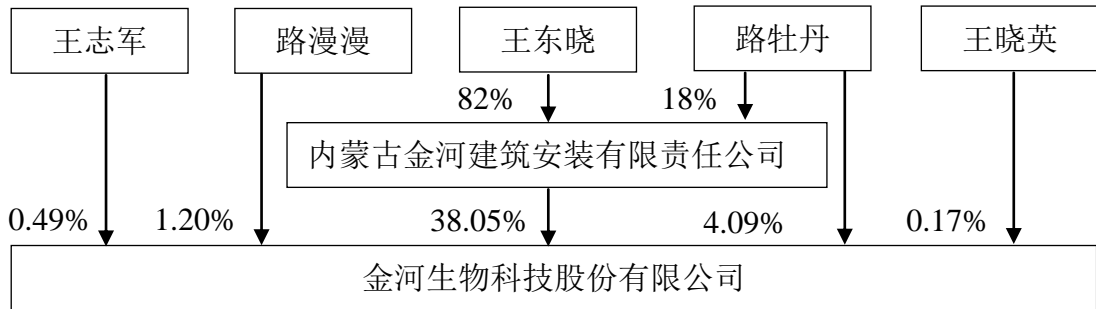 王志军 路漫漫 王东晓 路牡丹 王晓英
82% 18%
内蒙古金河建筑安装有限责任公司
0.49% 1.20% 38.05% 4.09% 0.17%
金河生物科技股份有限公司